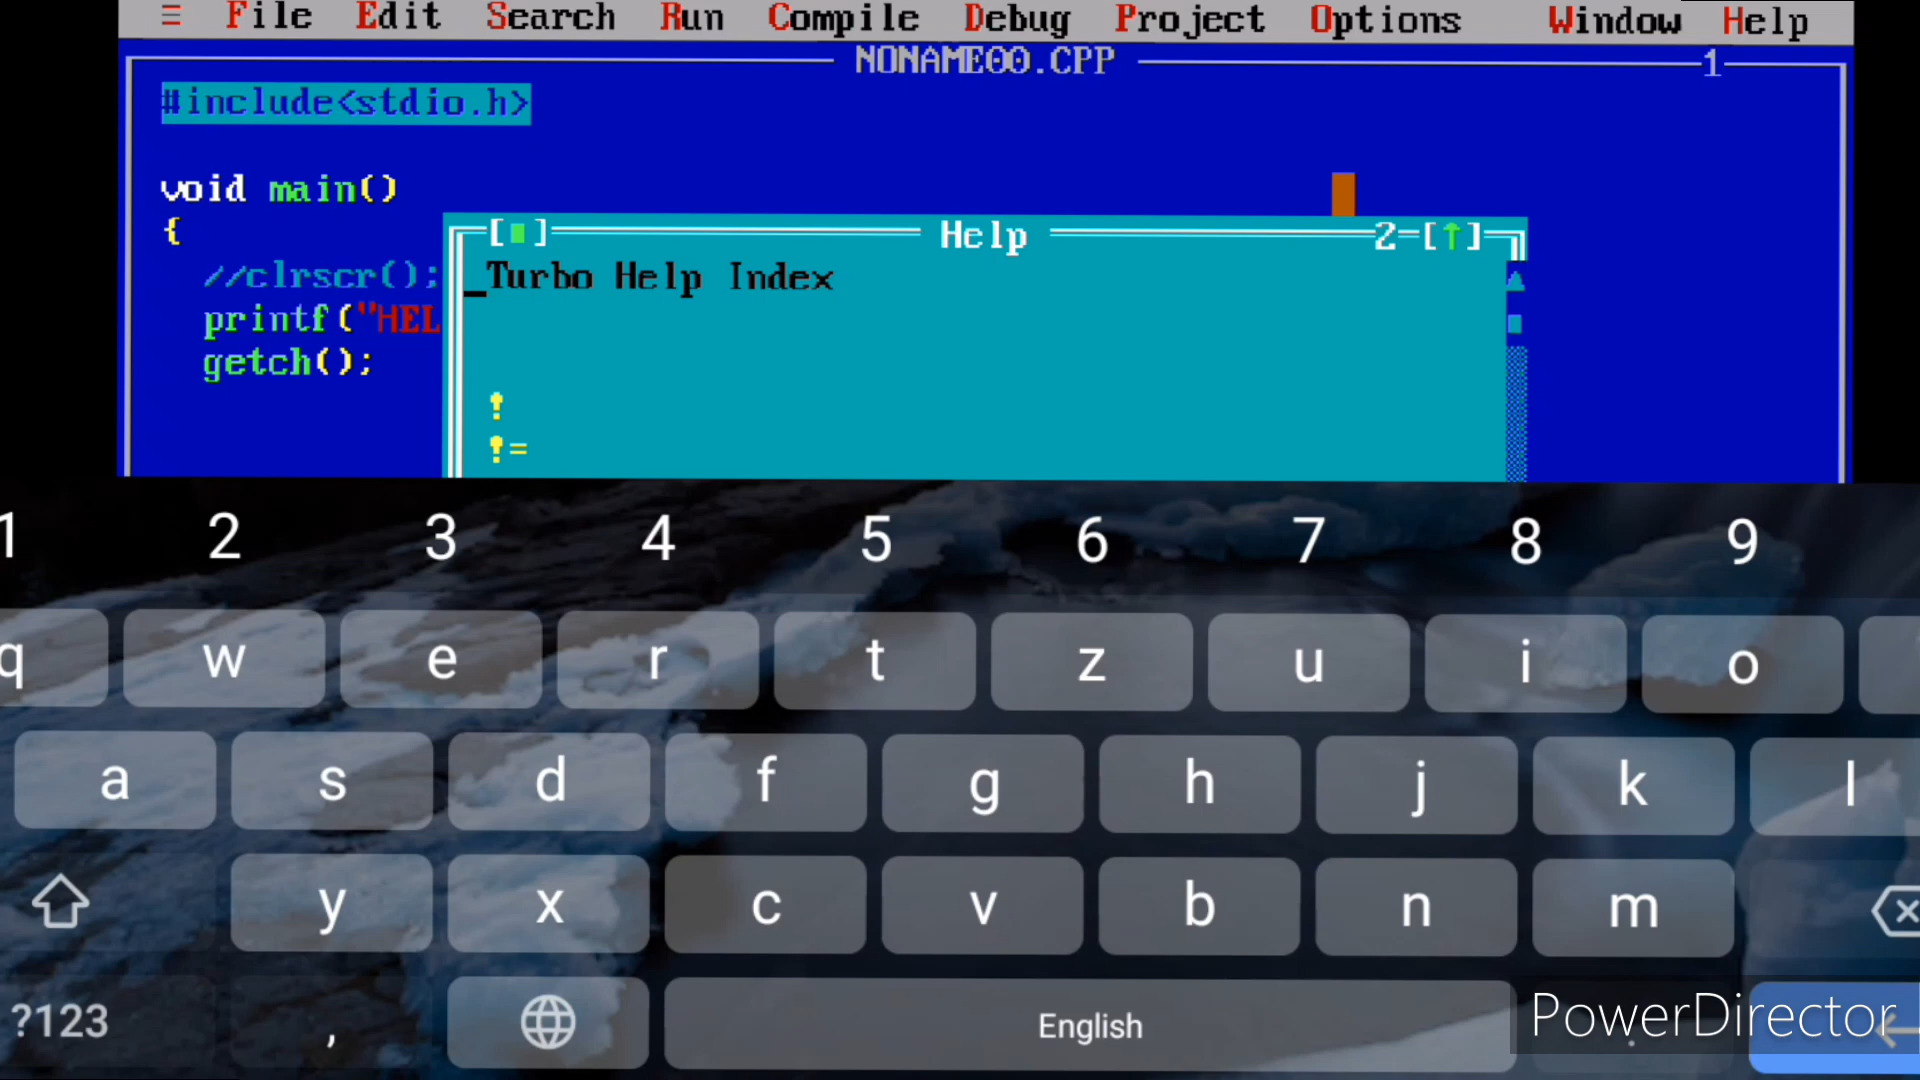 ≡ File Edit Search Run Compile Debug Project Options Window Help
NONAME00.CPP 1
#include<stdio.h>
void main()
{
[■] Help 2=[↑]
//clrscr();
Turbo Help Index
printf("HEL
getch();
!
!=
1 2 3 4 5 6 7 8 9
q w e r t z u i o
a s d f g h j k l
y x c v b n m
?123 , English .
PowerDirector